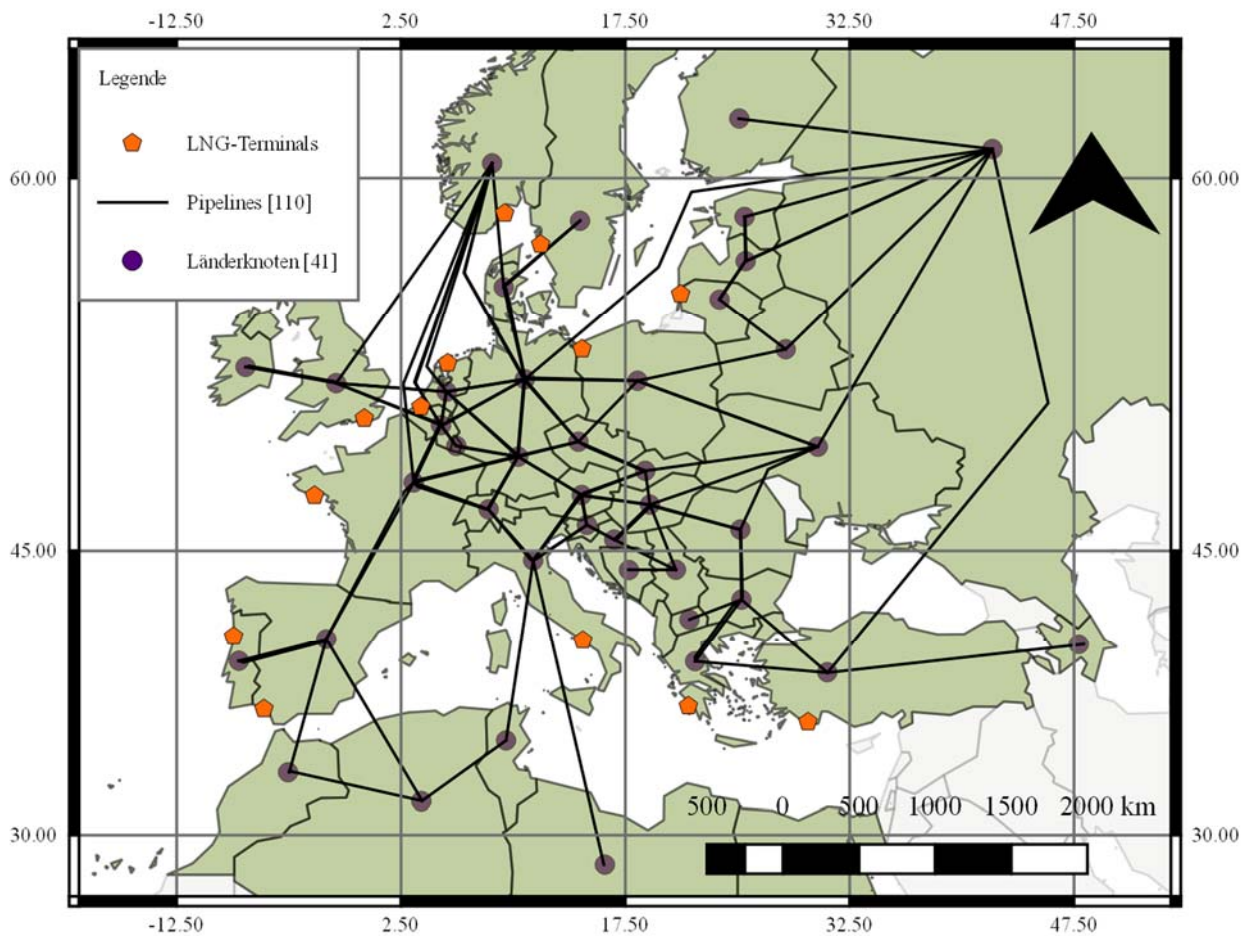 -12.50 2.50 17.50 32.50 47.50
Legende
LNG-Terminals
60.00 Pipelines [110] 60.00
Länderknoten [41]
45.00 45.00
500 0 500 1000 1500 2000 km
30.00 30.00
-12.50 2.50 17.50 32.50 47.50